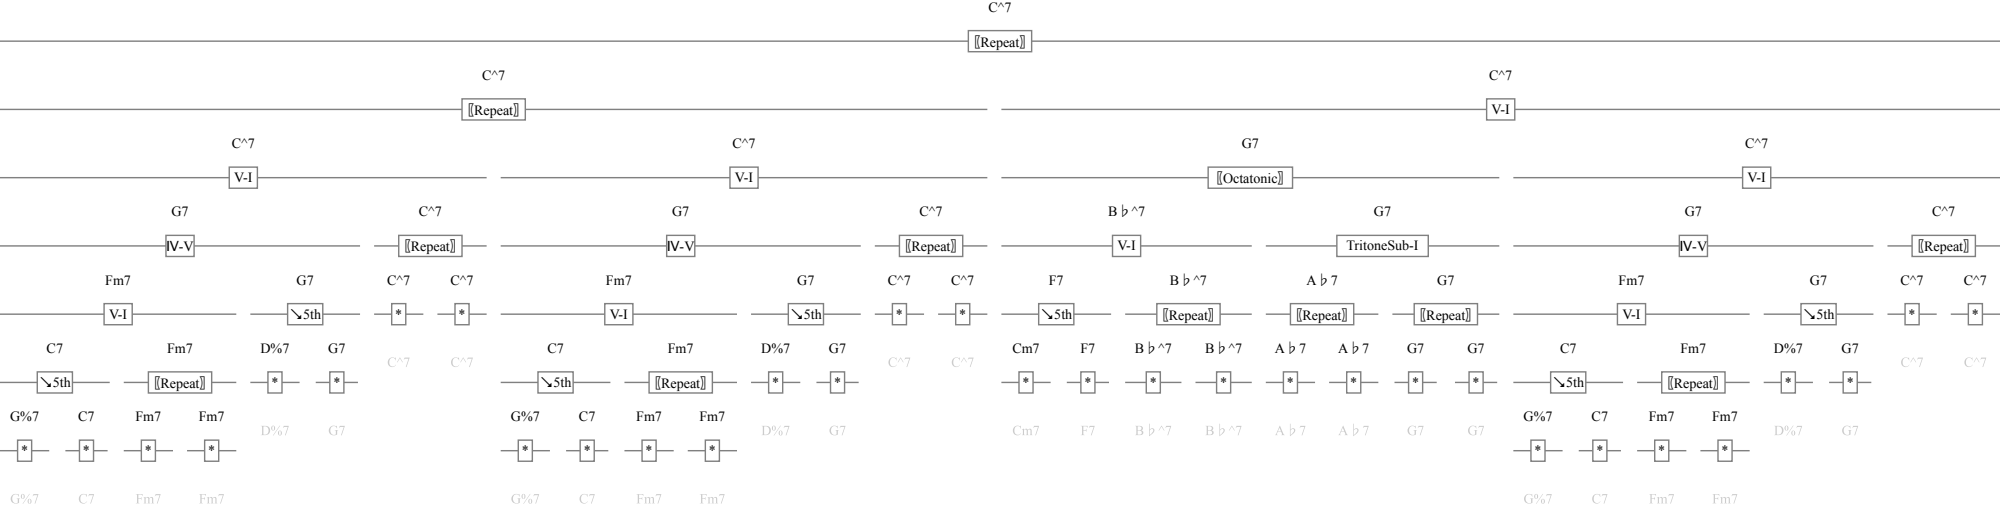 C^7
⟦Repeat⟧
C^7 C^7
⟦Repeat⟧ V-I
C^7 C^7 G7 C^7
V-I V-I ⟦Octatonic⟧ V-I
G7 C^7 G7 C^7 B♭^7 G7 G7 C^7
Ⅳ-V ⟦Repeat⟧ Ⅳ-V ⟦Repeat⟧ V-I TritoneSub-I Ⅳ-V ⟦Repeat⟧
Fm7 G7 C^7 C^7 Fm7 G7 C^7 C^7 F7 B♭^7 A♭7 G7 Fm7 G7 C^7 C^7
V-I ↘5th * * V-I ↘5th * * ↘5th ⟦Repeat⟧ ⟦Repeat⟧ ⟦Repeat⟧ V-I ↘5th * *
C7 Fm7 D%7 G7 C^7 C^7 C7 Fm7 D%7 G7 C^7 C^7 Cm7 F7 B♭^7 B♭^7 A♭7 A♭7 G7 G7 C7 Fm7 D%7 G7 C^7 C^7
↘5th ⟦Repeat⟧ * * ↘5th ⟦Repeat⟧ * * * * * * * * * * ↘5th ⟦Repeat⟧ * *
G%7 C7 Fm7 Fm7 D%7 G7 G%7 C7 Fm7 Fm7 D%7 G7 Cm7 F7 B♭^7 B♭^7 A♭7 A♭7 G7 G7 G%7 C7 Fm7 Fm7 D%7 G7
* * * * * * * * * * * *
G%7 C7 Fm7 Fm7 G%7 C7 Fm7 Fm7 G%7 C7 Fm7 Fm7